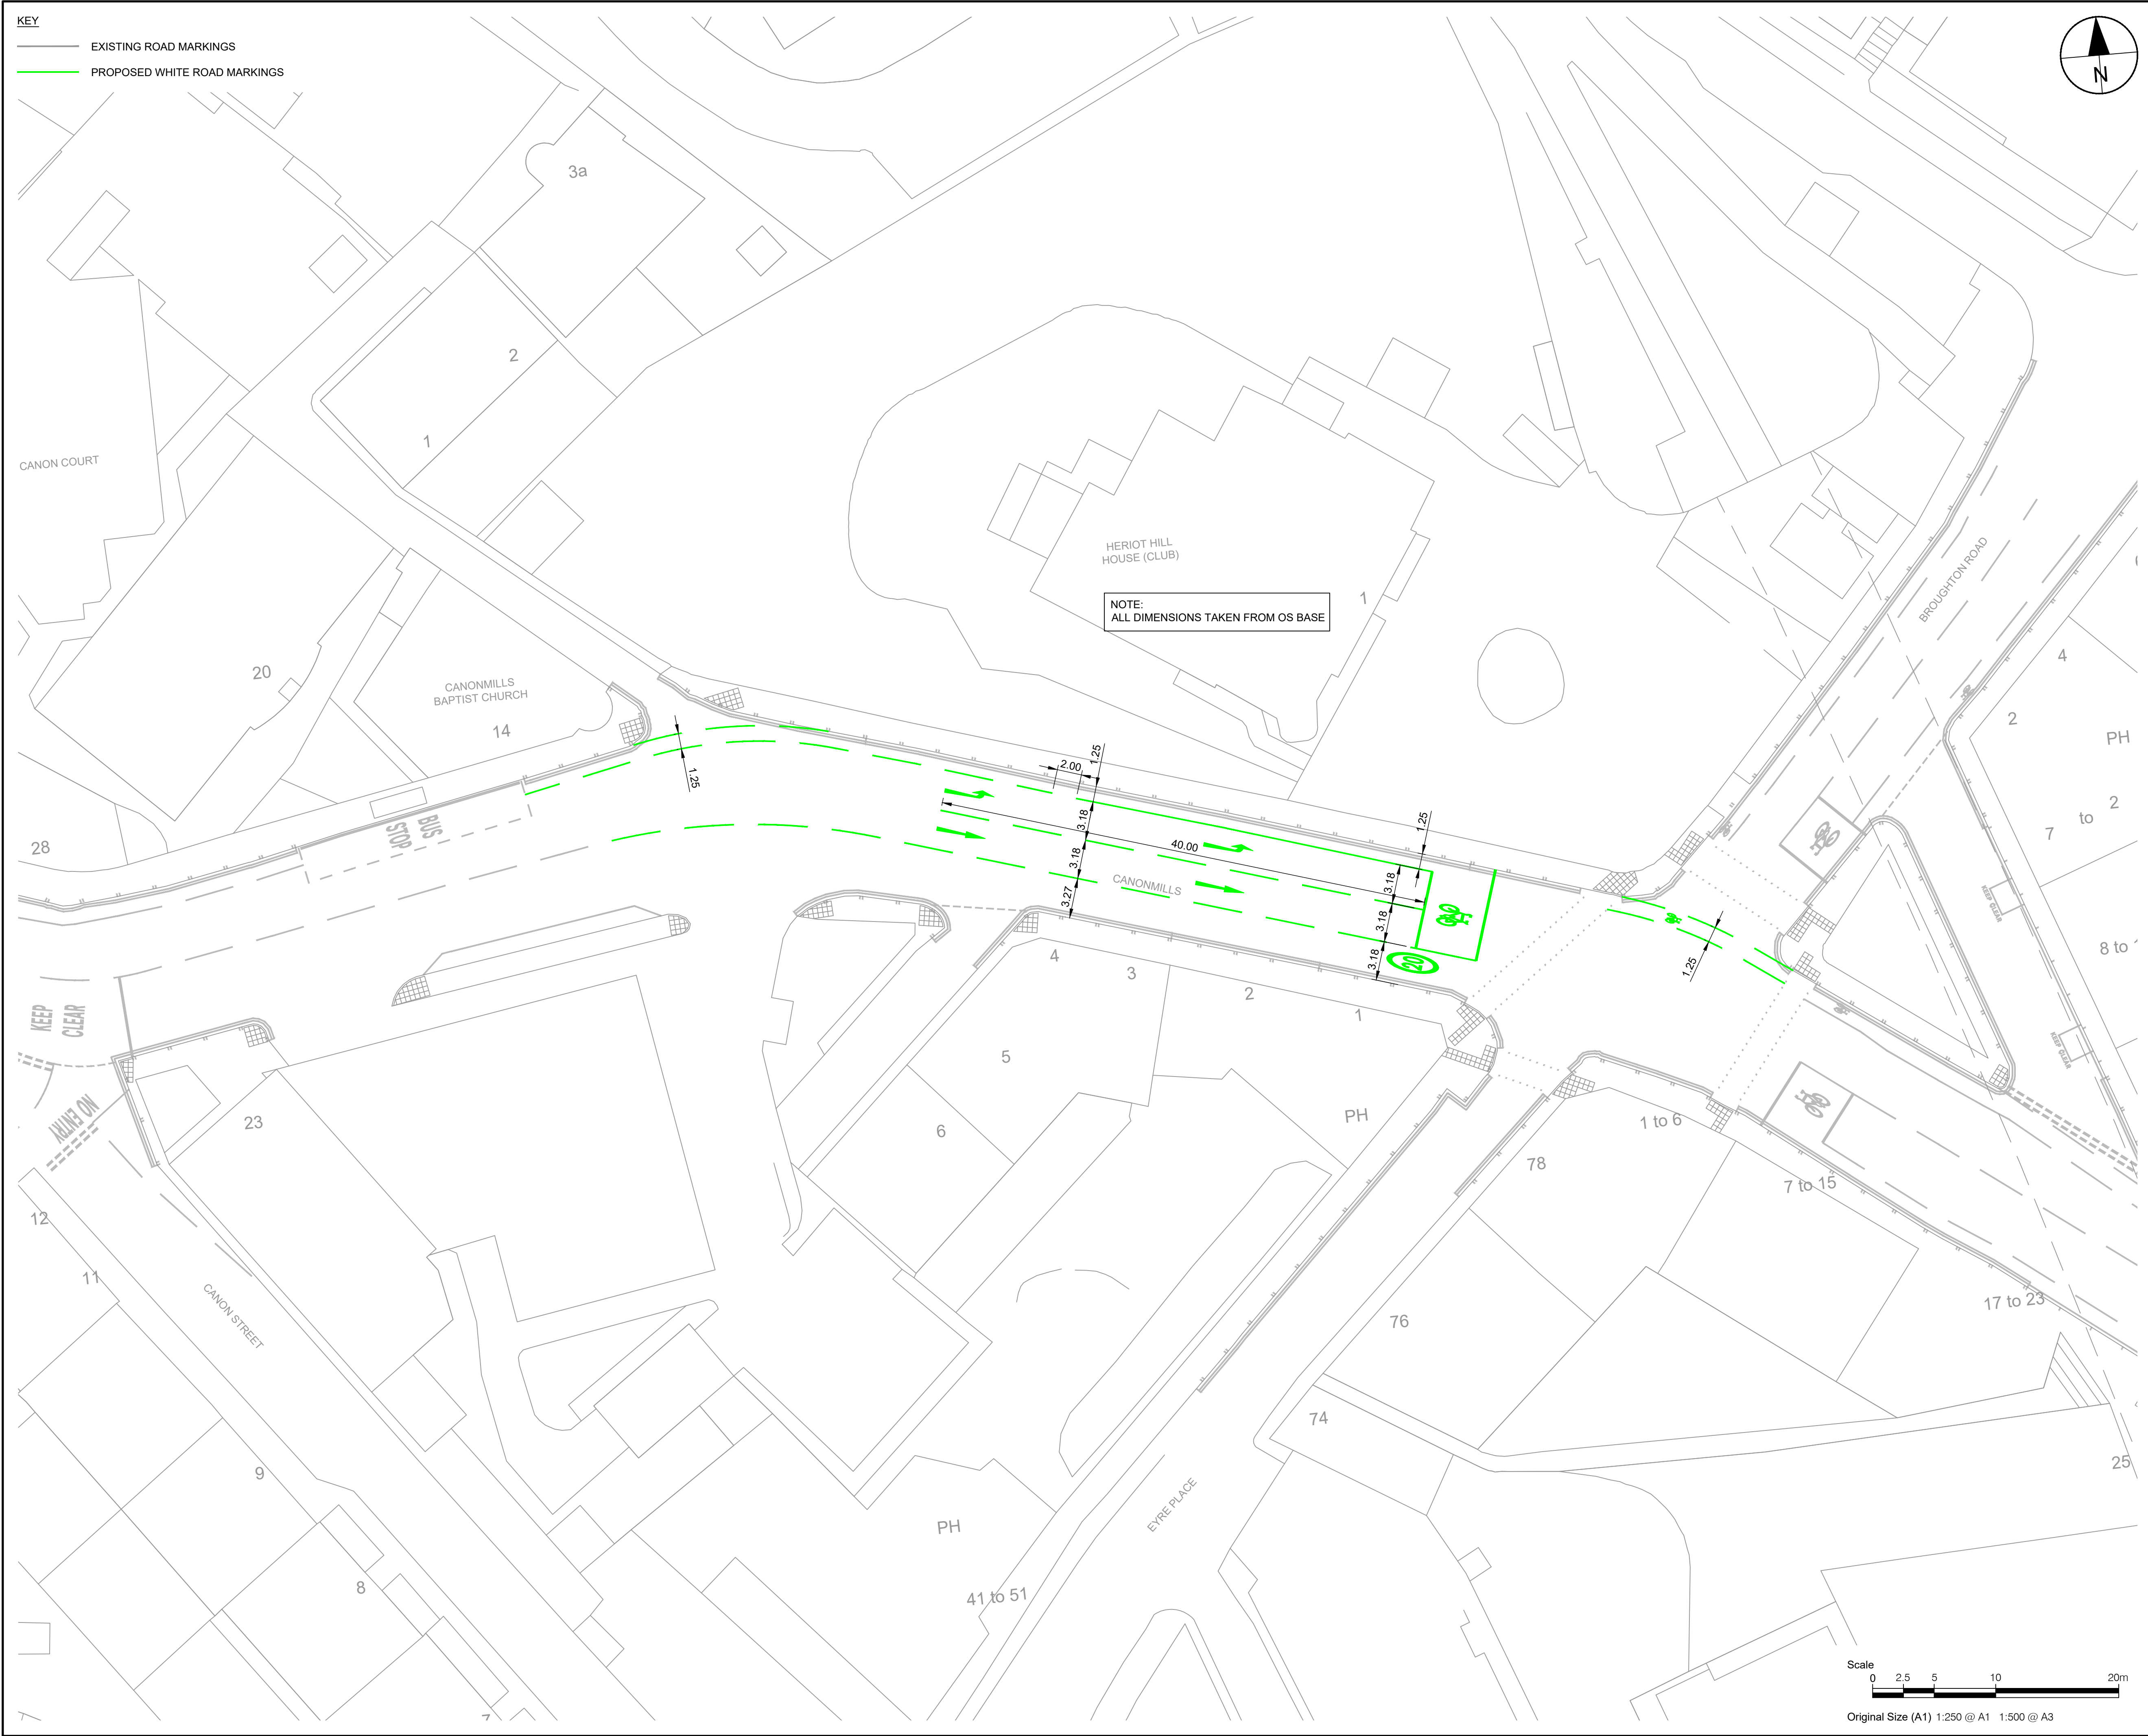 KEY
EXISTING ROAD MARKINGS
PROPOSED WHITE ROAD MARKINGS
N
3a
2
1
CANON COURT
HERIOT HILL
HOUSE (CLUB)
1
NOTE:
ALL DIMENSIONS TAKEN FROM OS BASE
BROUGHTON ROAD
4
2
PH
2
to
7
8 to
20
CANONMILLS
BAPTIST CHURCH
14
28
BUS
STOP
1.25
2.00
1.25
3.18
3.18
3.27
40.00
CANONMILLS
1.25
3.18
3.18
3.18
20
1.25
KEEP CLEAR
KEEP CLEAR
KEEP
CLEAR
NO ENTRY
23
4
3
2
1
5
6
PH
1 to 6
78
7 to 15
17 to 23
76
74
25
12
11
CANON STREET
9
8
7
PH
41 to 51
EYRE PLACE
Scale
0 2.5 5 10 20m
Original Size (A1) 1:250 @ A1 1:500 @ A3